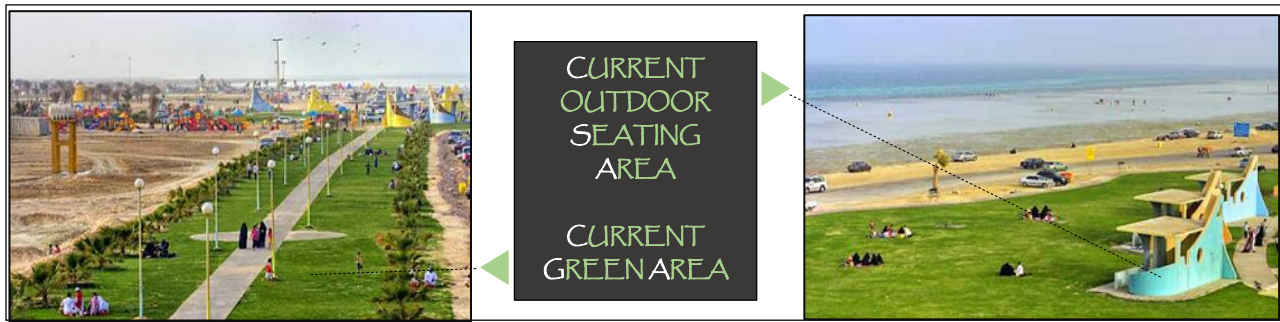 CURRENT
OUTDOOR
SEATING
AREA
CURRENT
GREEN AREA